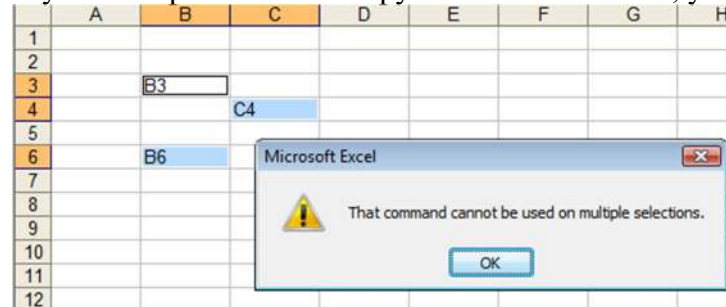 A B C D E F G H
1
2
3 B3
4 C4
5
6 B6 Microsoft Excel
7
8 That command cannot be used on multiple selections.
9
10 OK
11
12